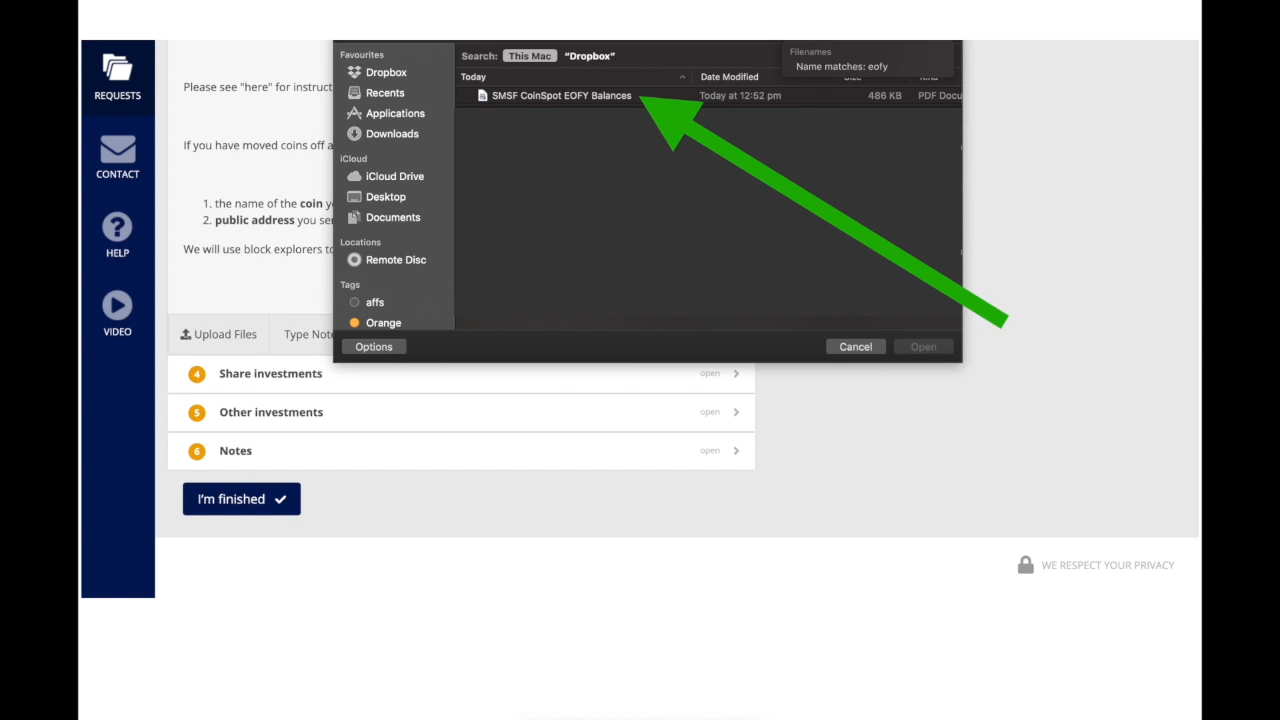 REQUESTS
CONTACT
HELP
VIDEO
Please see "here" for instruct
If you have moved coins off a
1. the name of the coin y
2. public address you se
We will use block explorers to
Upload Files
Type Note
Favourites
Dropbox
Recents
Applications
Downloads
iCloud
iCloud Drive
Desktop
Documents
Locations
Remote Disc
Tags
affs
Orange
Search: This Mac "Dropbox"
Filenames
Name matches: eofy
Today Date Modified Size Kind
SMSF CoinSpot EOFY Balances Today at 12:52 pm 486 KB PDF Docu
Options Cancel Open
4 Share investments open
5 Other investments open
6 Notes open
I'm finished
WE RESPECT YOUR PRIVACY